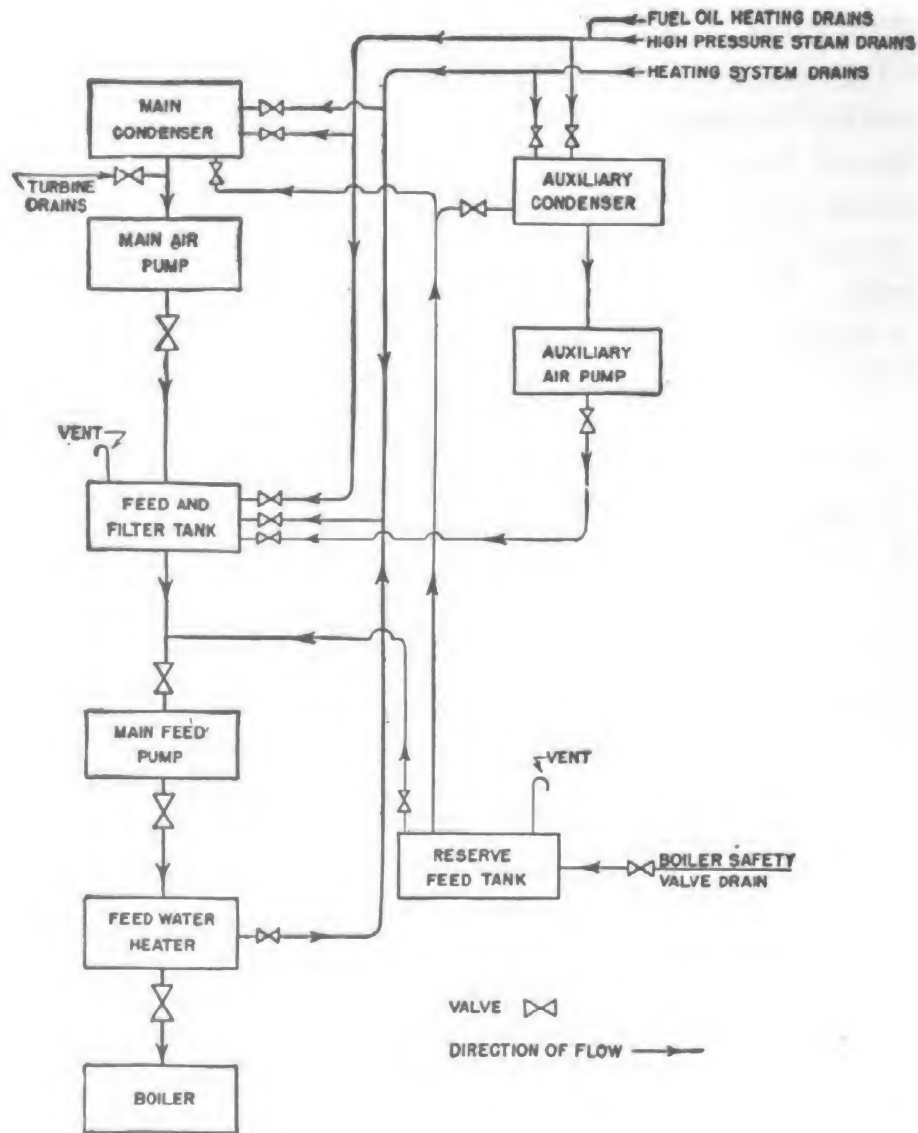 FUEL OIL HEATING DRAINS
HIGH PRESSURE STEAM DRAINS
HEATING SYSTEM DRAINS
MAIN
CONDENSER
AUXILIARY
CONDENSER
TURBINE
DRAINS
MAIN AIR
PUMP
AUXILIARY
AIR PUMP
VENT
FEED AND
FILTER TANK
MAIN FEED
PUMP
VENT
RESERVE
FEED TANK
BOILER SAFETY
VALVE DRAIN
FEED WATER
HEATER
VALVE
DIRECTION OF FLOW
BOILER